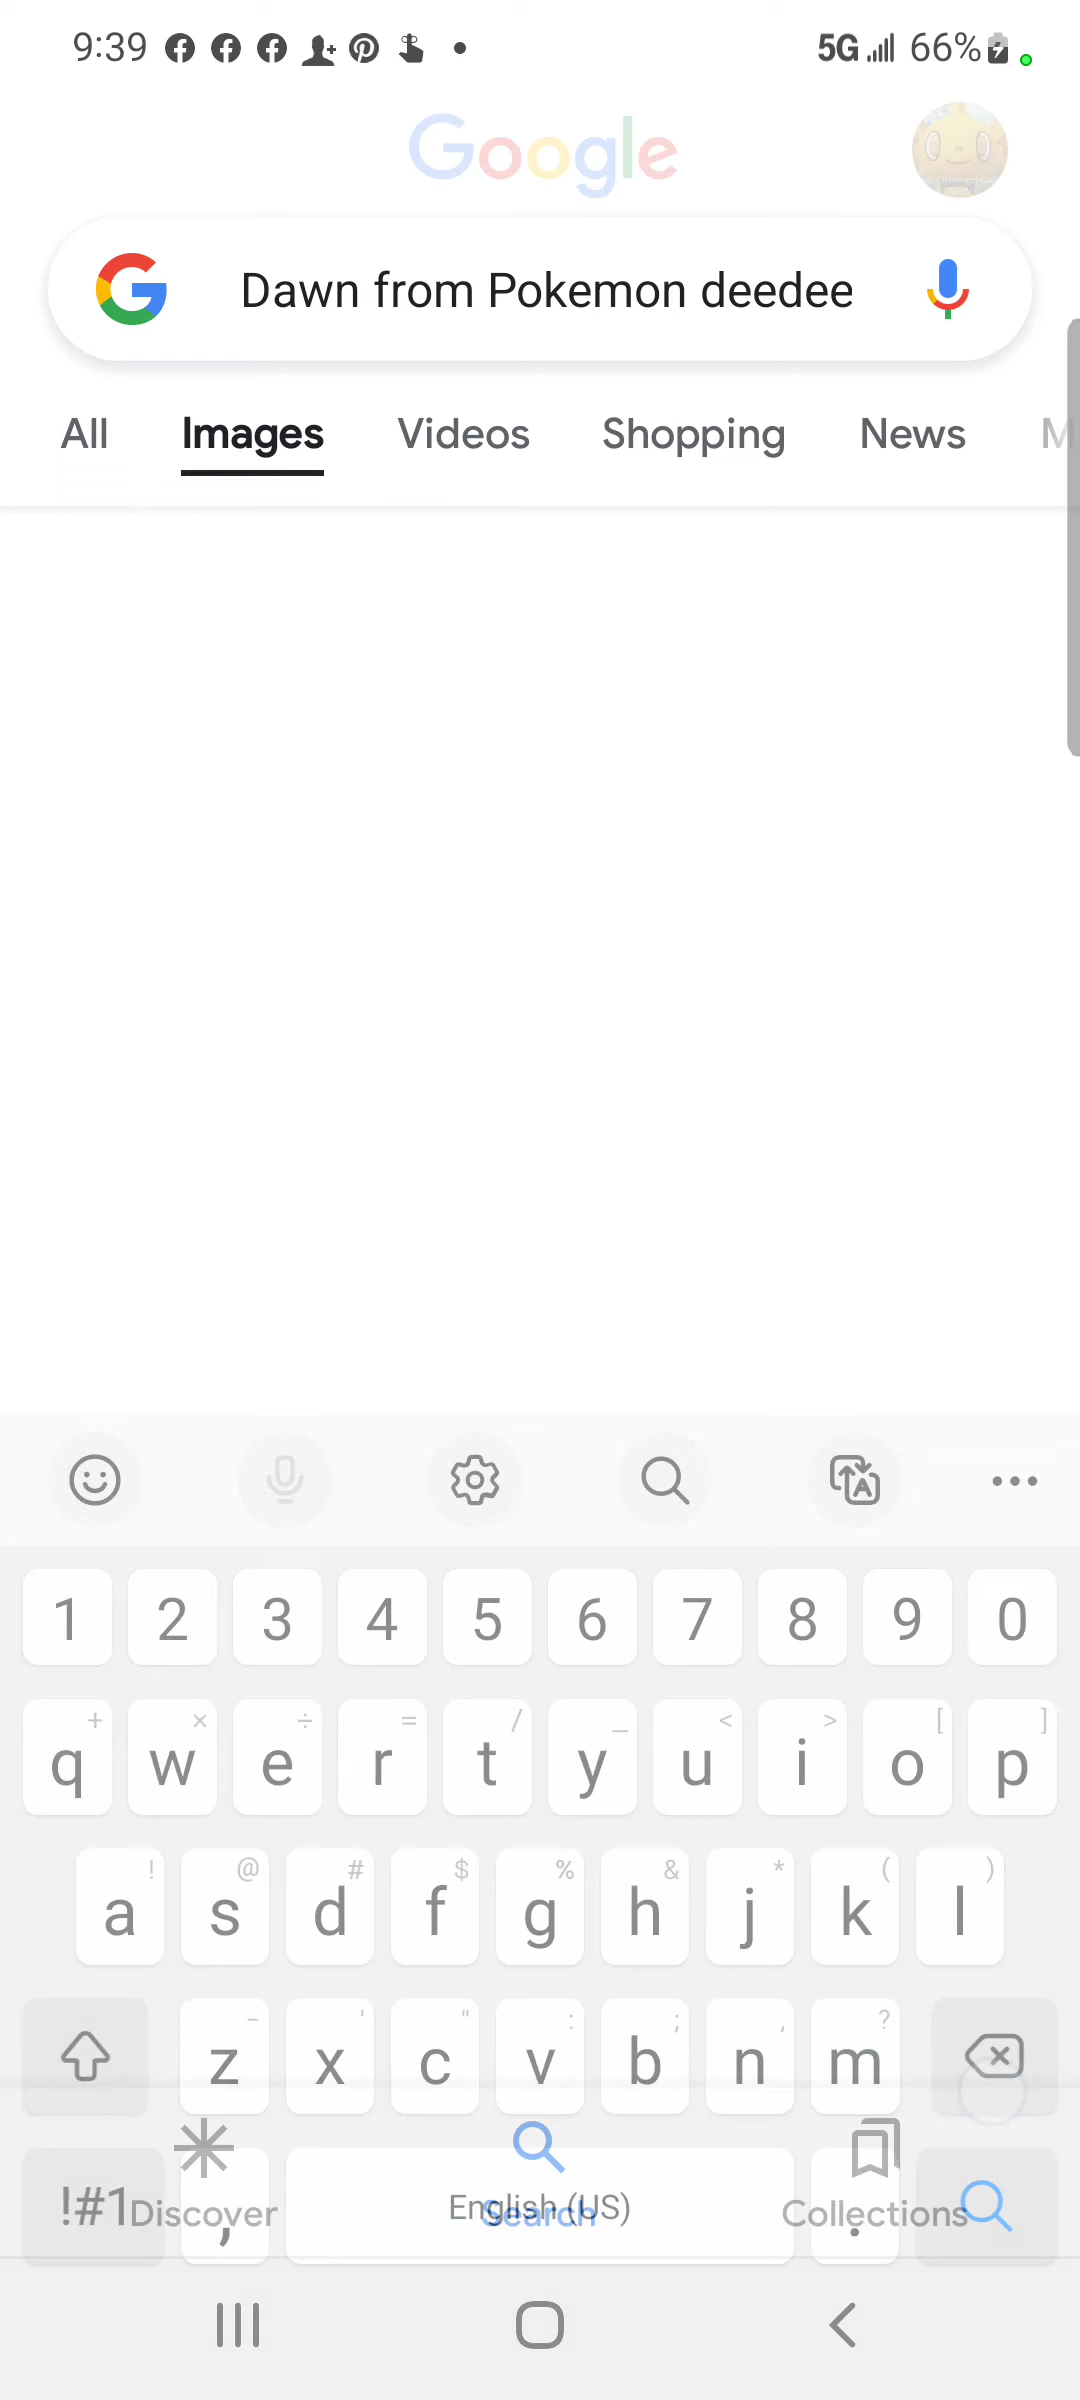 9:39 5G 66%
Google
Dawn from Pokemon deedee
All Images Videos Shopping News M
1 2 3 4 5 6 7 8 9 0
+ × ÷ = / _ < > [ ]
q w e r t y u i o p
! @ # $ % & * ( )
a s d f g h j k l
- ' " : ; , ?
z x c v b n m
!#1 , English (US) .
Discover Search Collections